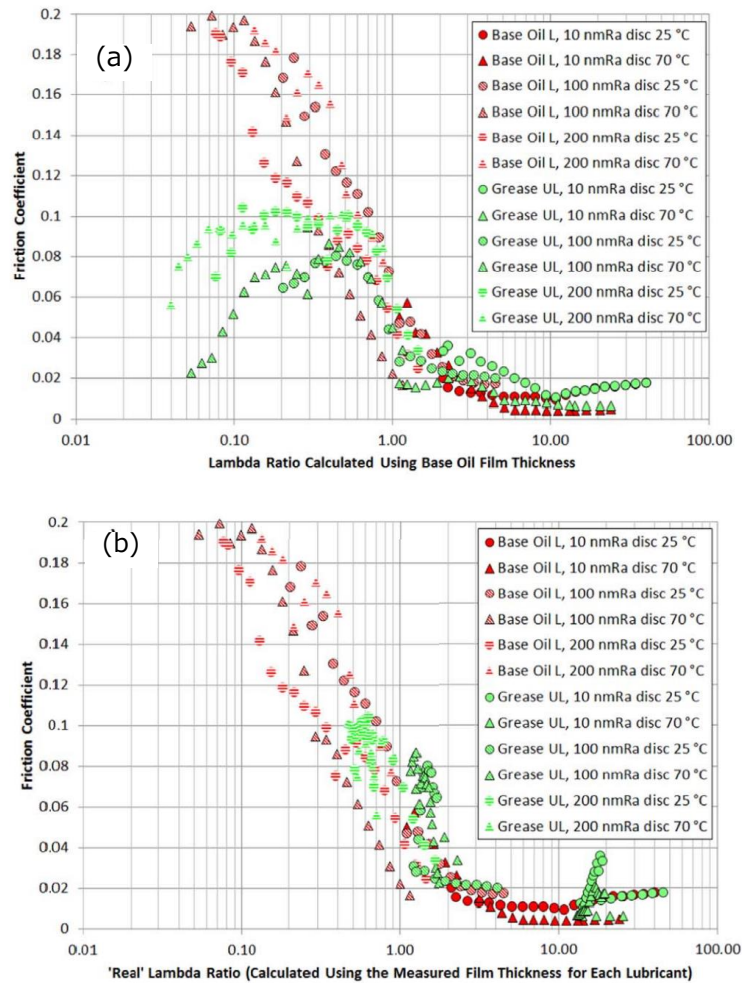 (a)
Friction Coefficient
0.2
0.18
0.16
0.14
0.12
0.1
0.08
0.06
0.04
0.02
0
0.01
0.10
1.00
10.00
100.00
Lambda Ratio Calculated Using Base Oil Film Thickness
Base Oil L, 10 nmRa disc 25 °C
Base Oil L, 10 nmRa disc 70 °C
Base Oil L, 100 nmRa disc 25 °C
Base Oil L, 100 nmRa disc 70 °C
Base Oil L, 200 nmRa disc 25 °C
Base Oil L, 200 nmRa disc 70 °C
Grease UL, 10 nmRa disc 25 °C
Grease UL, 10 nmRa disc 70 °C
Grease UL, 100 nmRa disc 25 °C
Grease UL, 100 nmRa disc 70 °C
Grease UL, 200 nmRa disc 25 °C
Grease UL, 200 nmRa disc 70 °C
(b)
Friction Coefficient
0.2
0.18
0.16
0.14
0.12
0.1
0.08
0.06
0.04
0.02
0
0.01
0.10
1.00
10.00
100.00
'Real' Lambda Ratio (Calculated Using the Measured Film Thickness for Each Lubricant)
Base Oil L, 10 nmRa disc 25 °C
Base Oil L, 10 nmRa disc 70 °C
Base Oil L, 100 nmRa disc 25 °C
Base Oil L, 100 nmRa disc 70 °C
Base Oil L, 200 nmRa disc 25 °C
Base Oil L, 200 nmRa disc 70 °C
Grease UL, 10 nmRa disc 25 °C
Grease UL, 10 nmRa disc 70 °C
Grease UL, 100 nmRa disc 25 °C
Grease UL, 100 nmRa disc 70 °C
Grease UL, 200 nmRa disc 25 °C
Grease UL, 200 nmRa disc 70 °C